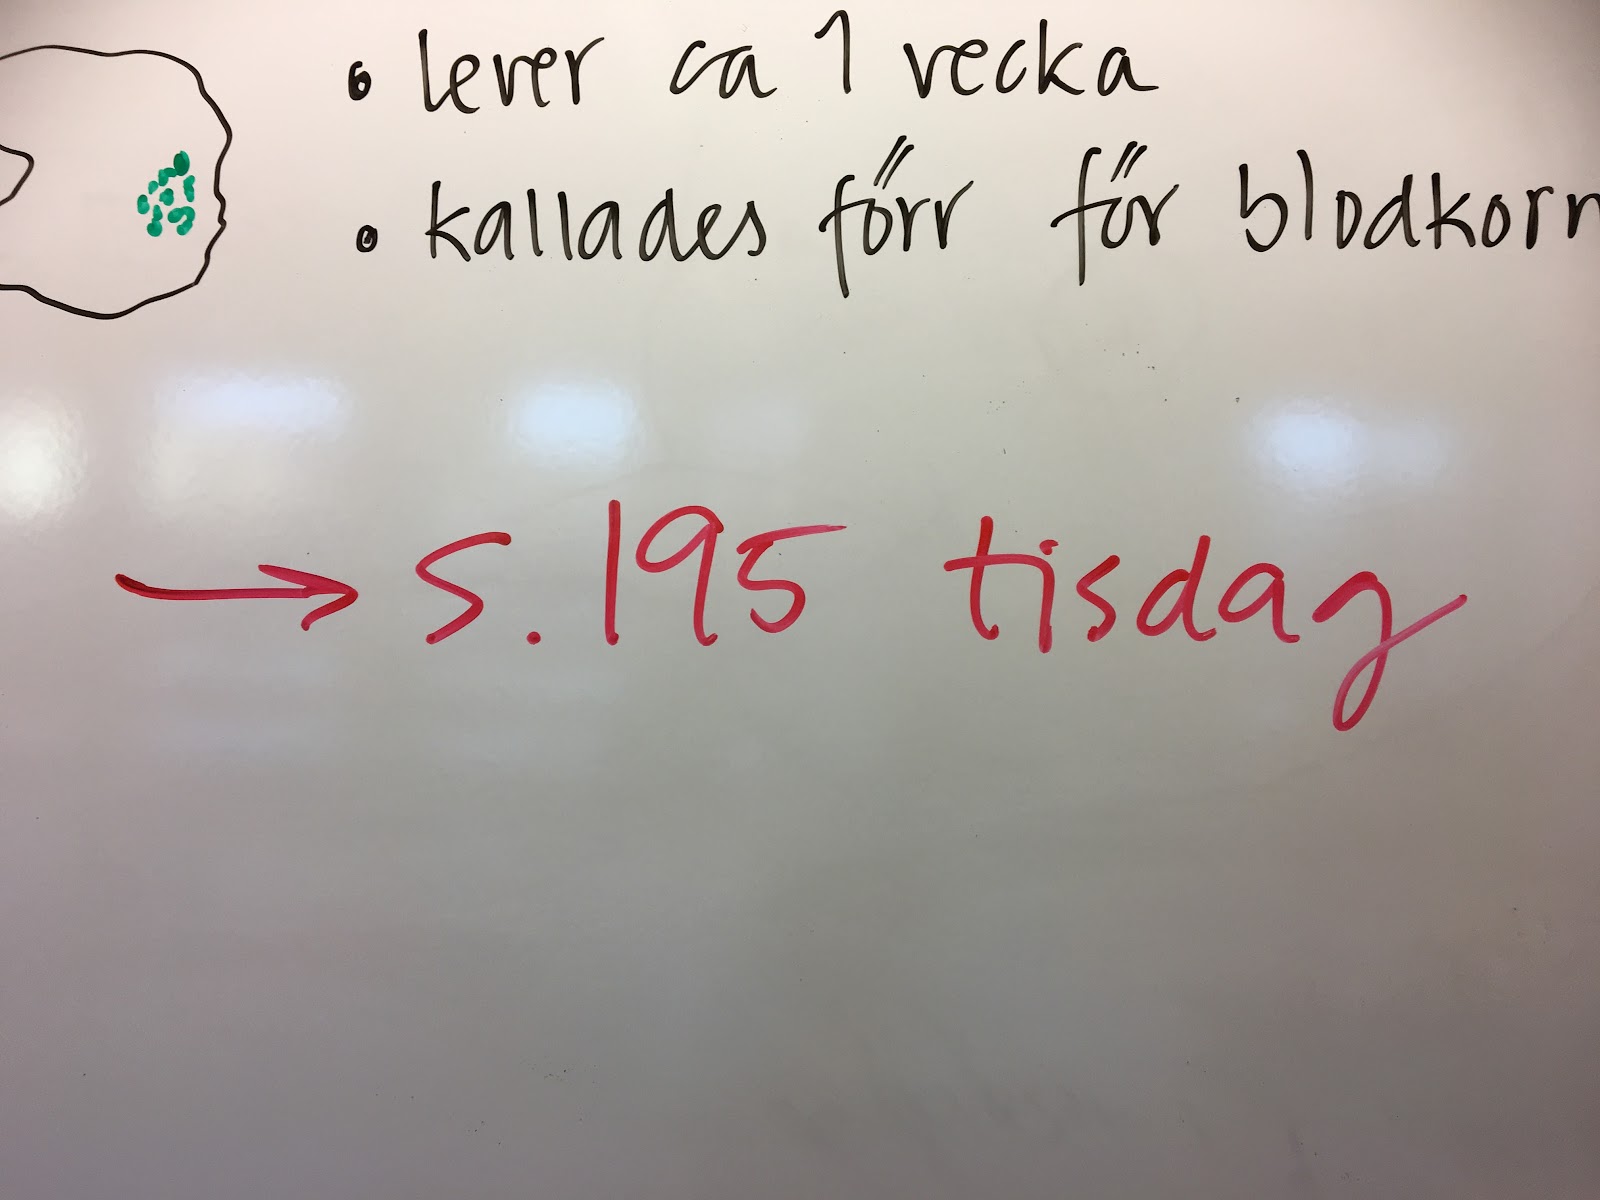 • lever ca 1 vecka
• kallades förr för blodkorn
→ s. 195 tisdag